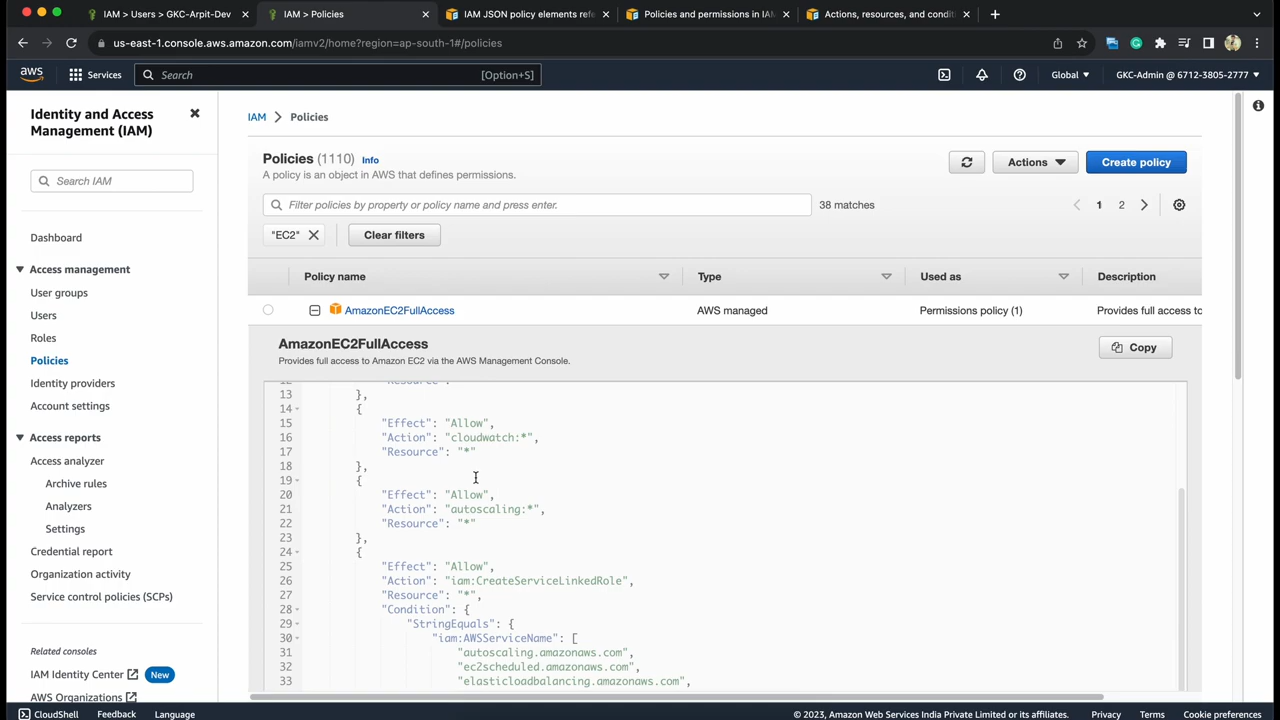 IAM > Users > GKC-Arpit-Dev
IAM > Policies
IAM JSON policy elements refe
Policies and permissions in IAM
Actions, resources, and condit
us-east-1.console.aws.amazon.com/iamv2/home?region=ap-south-1#/policies
aws
Services
Search
[Option+S]
Global
GKC-Admin @ 6712-3805-2777
Identity and Access Management (IAM)
Search IAM
Dashboard
Access management
User groups
Users
Roles
Policies
Identity providers
Account settings
Access reports
Access analyzer
Archive rules
Analyzers
Settings
Credential report
Organization activity
Service control policies (SCPs)
Related consoles
IAM Identity Center New
AWS Organizations
IAM > Policies
Policies (1110) Info
A policy is an object in AWS that defines permissions.
Actions
Create policy
Filter policies by property or policy name and press enter.
38 matches
1 2
"EC2"
Clear filters
Policy name Type Used as Description
AmazonEC2FullAccess AWS managed Permissions policy (1) Provides full access to
AmazonEC2FullAccess
Provides full access to Amazon EC2 via the AWS Management Console.
Copy
12 "Resource": "*"
13 },
14 {
15 "Effect": "Allow",
16 "Action": "cloudwatch:*",
17 "Resource": "*"
18 },
19 {
20 "Effect": "Allow",
21 "Action": "autoscaling:*",
22 "Resource": "*"
23 },
24 {
25 "Effect": "Allow",
26 "Action": "iam:CreateServiceLinkedRole",
27 "Resource": "*",
28 "Condition": {
29 "StringEquals": {
30 "iam:AWSServiceName": [
31 "autoscaling.amazonaws.com",
32 "ec2scheduled.amazonaws.com",
33 "elasticloadbalancing.amazonaws.com",
CloudShell Feedback Language
© 2023, Amazon Web Services India Private Limited or its affiliates. Privacy Terms Cookie preferences